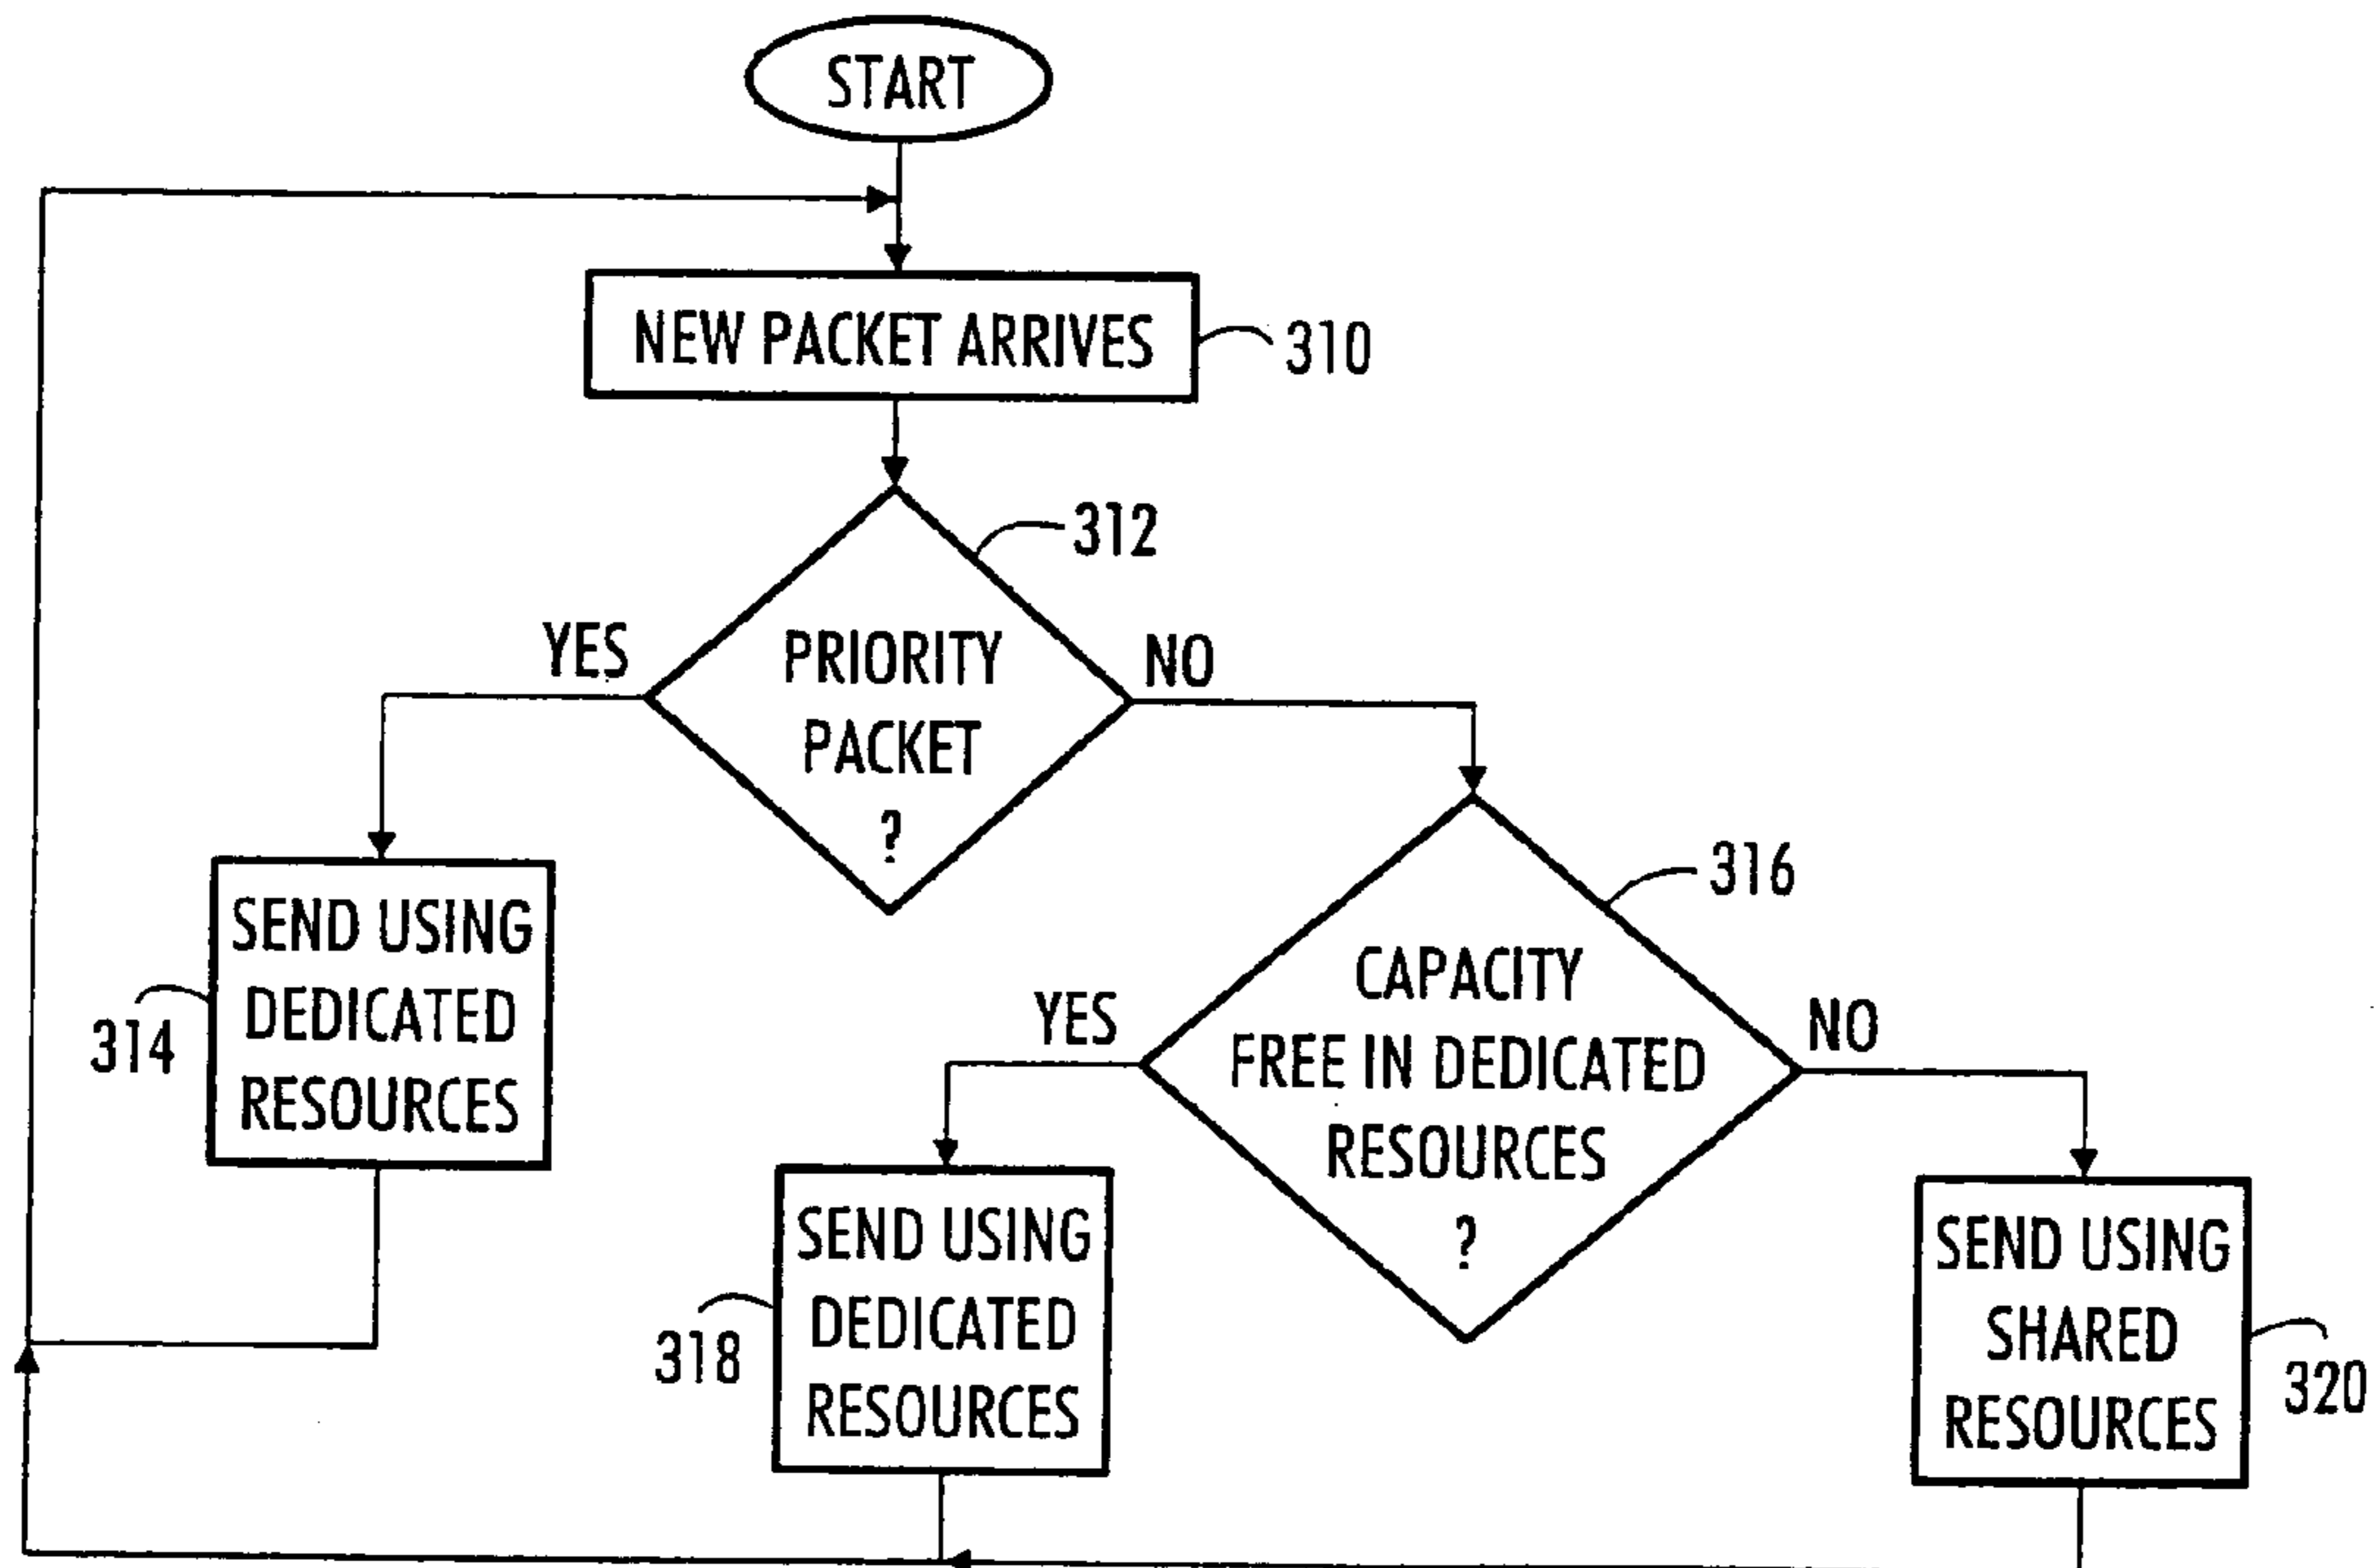 START
NEW PACKET ARRIVES
310
312
YES
PRIORITY
PACKET
?
NO
SEND USING
DEDICATED
RESOURCES
314
316
YES
CAPACITY
FREE IN DEDICATED
RESOURCES
?
NO
SEND USING
DEDICATED
RESOURCES
318
SEND USING
SHARED
RESOURCES
320